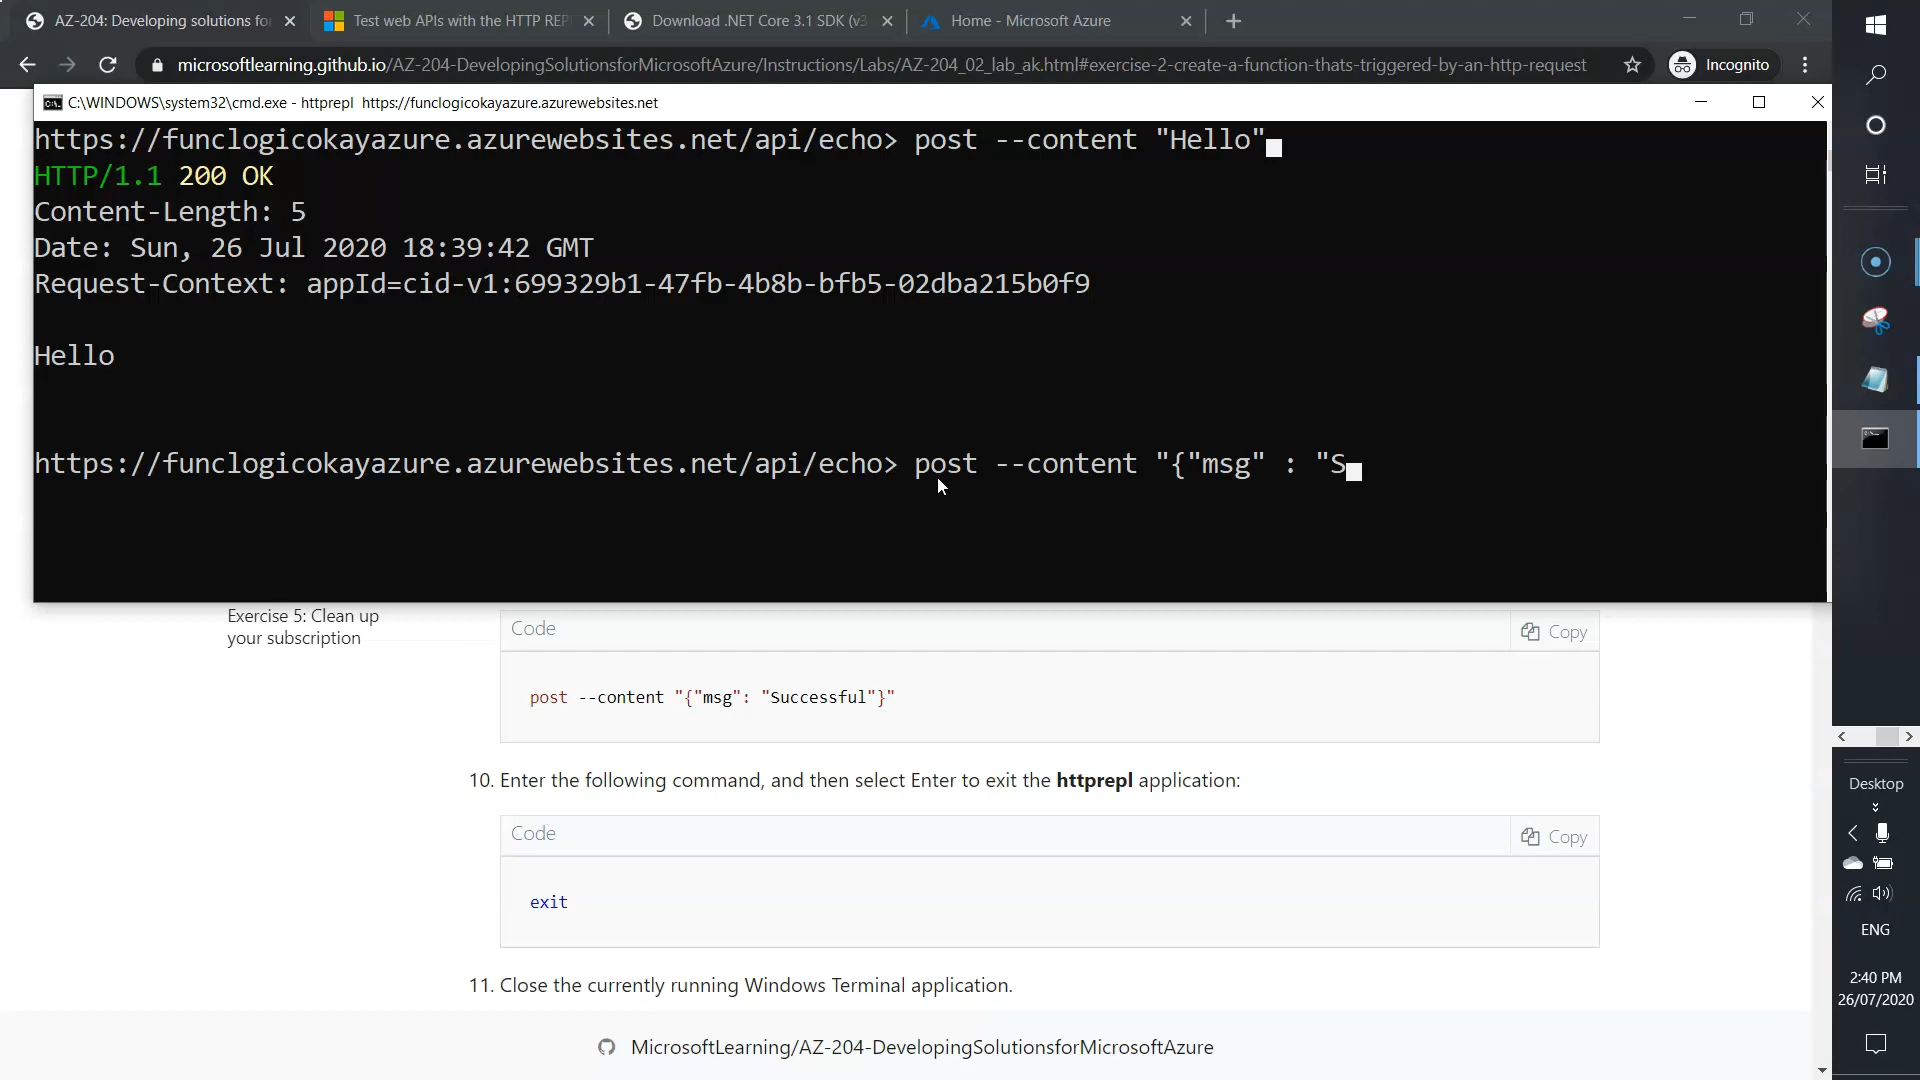 AZ-204: Developing solutions fo
Test web APIs with the HTTP REP
Download .NET Core 3.1 SDK (v3
Home - Microsoft Azure
microsoftlearning.github.io/AZ-204-DevelopingSolutionsforMicrosoftAzure/Instructions/Labs/AZ-204_02_lab_ak.html#exercise-2-create-a-function-thats-triggered-by-an-http-request
Incognito
C:\WINDOWS\system32\cmd.exe - httprepl https://funclogicokayazure.azurewebsites.net
https://funclogicokayazure.azurewebsites.net/api/echo> post --content "Hello"
HTTP/1.1 200 OK
Content-Length: 5
Date: Sun, 26 Jul 2020 18:39:42 GMT
Request-Context: appId=cid-v1:699329b1-47fb-4b8b-bfb5-02dba215b0f9
Hello
https://funclogicokayazure.azurewebsites.net/api/echo> post --content "{"msg" : "S
Exercise 5: Clean up
your subscription
Code
Copy
post --content "{"msg": "Successful"}"
10. Enter the following command, and then select Enter to exit the httprepl application:
Code
Copy
exit
11. Close the currently running Windows Terminal application.
MicrosoftLearning/AZ-204-DevelopingSolutionsforMicrosoftAzure
Desktop
ENG
2:40 PM
26/07/2020